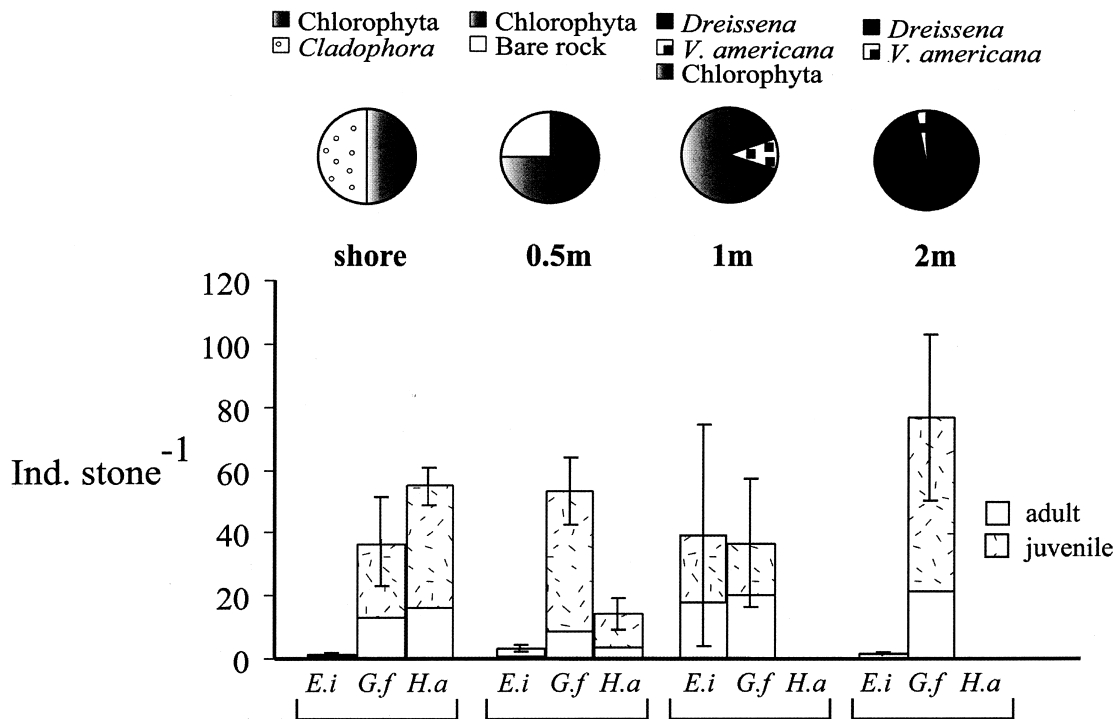 Chlorophyta Chlorophyta Dreissena Dreissena
Cladophora Bare rock V. americana V. americana
Chlorophyta
shore 0.5m 1m 2m
120
100
80
60
40
20
0
Ind. stone-1
adult
juvenile
E.i G.f H.a E.i G.f H.a E.i G.f H.a E.i G.f H.a